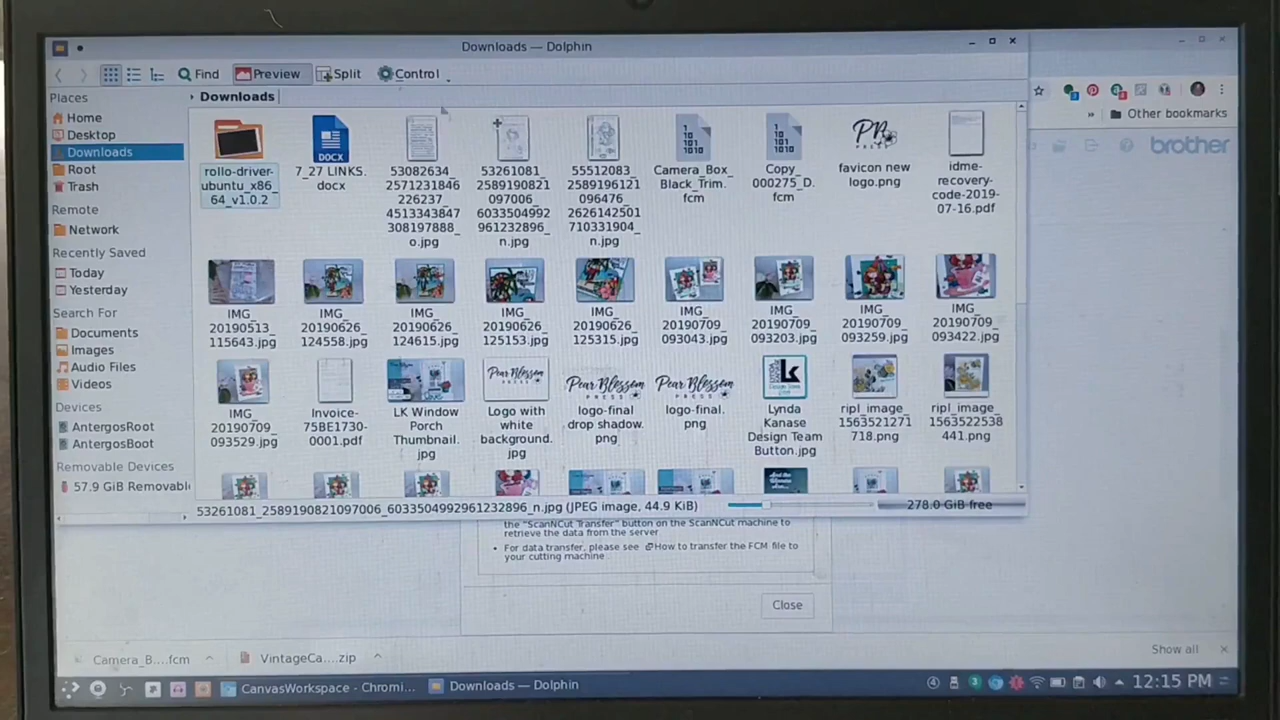 Downloads — Dolphin
Find
Preview
Split
Control
Places
Home
Desktop
Downloads
Root
Trash
Remote
Network
Recently Saved
Today
Yesterday
Search For
Documents
Images
Audio Files
Videos
Devices
AntergosRoot
AntergosBoot
Removable Devices
57.9 GiB Removabl
Downloads
rollo-driver-
ubuntu_x86_
64_v1.0.2
7_27 LINKS.
docx
53082634_
2571231846
226237_
4513343847
308197888_
o.jpg
53261081_
2589190821
097006_
6033504992
961232896_
n.jpg
55512083_
2589196121
096476_
2626142501
710331904_
n.jpg
Camera_Box_
Black_Trim.
fcm
Copy_
000275_D.
fcm
favicon new
logo.png
idme-
recovery-
code-2019-
07-16.pdf
IMG_
20190513_
115643.jpg
IMG_
20190626_
124558.jpg
IMG_
20190626_
124615.jpg
IMG_
20190626_
125153.jpg
IMG_
20190626_
125315.jpg
IMG_
20190709_
093043.jpg
IMG_
20190709_
093203.jpg
IMG_
20190709_
093259.jpg
IMG_
20190709_
093422.jpg
IMG_
20190709_
093529.jpg
Invoice-
75BE1730-
0001.pdf
LK Window
Porch
Thumbnail.
jpg
Pear Blossom
PRESS
Logo with
white
background.
jpg
Pear Blossom
PRESS
logo-final
drop shadow.
png
Pear Blossom
PRESS
logo-final.
png
Lynda
Kanase
Design Team
Button.jpg
ripl_image_
1563521271
718.png
ripl_image_
1563522538
441.png
53261081_2589190821097006_6033504992961232896_n.jpg (JPEG image, 44.9 KiB)
278.0 GiB free
Other bookmarks
brother
the "ScanNCut Transfer" button on the ScanNCut machine to
retrieve the data from the server
For data transfer, please see How to transfer the FCM file to
your cutting machine
Close
Camera_B....fcm
VintageCa....zip
Show all
CanvasWorkspace - Chromi...
Downloads — Dolphin
12:15 PM